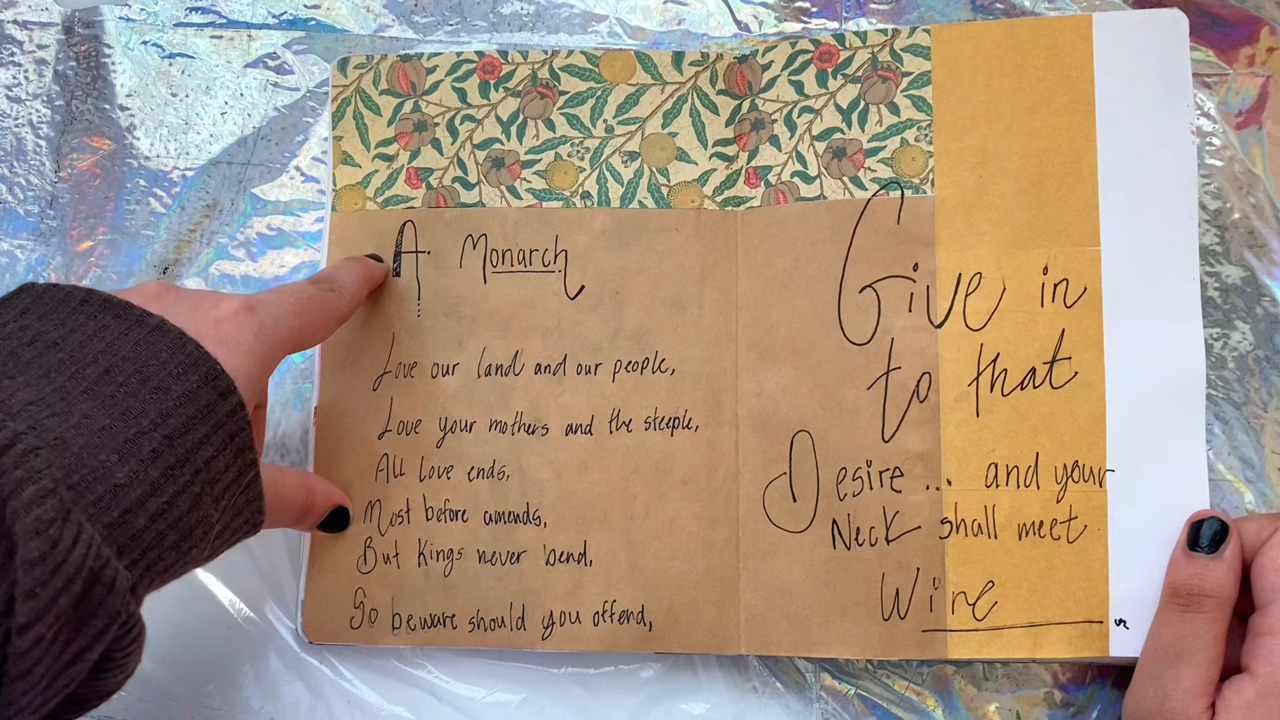 A Monarch
Love our land and our people,
Love your mothers and the steeple,
All love ends,
Most before amends,
But Kings never bend,
So beware should you offend,
Give in
to that
Desire... and your
Neck shall meet
Wire